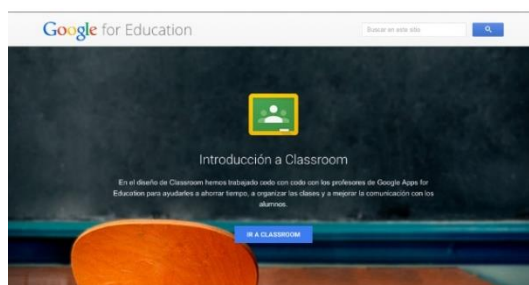 Google for Education
Buscar en este sitio
Introducción a Classroom
En el diseño de Classroom hemos trabajado codo con codo con los profesores de Google Apps for
Education para ayudarles a ahorrar tiempo, a organizar las clases y a mejorar la comunicación con los
alumnos.
IR A CLASSROOM